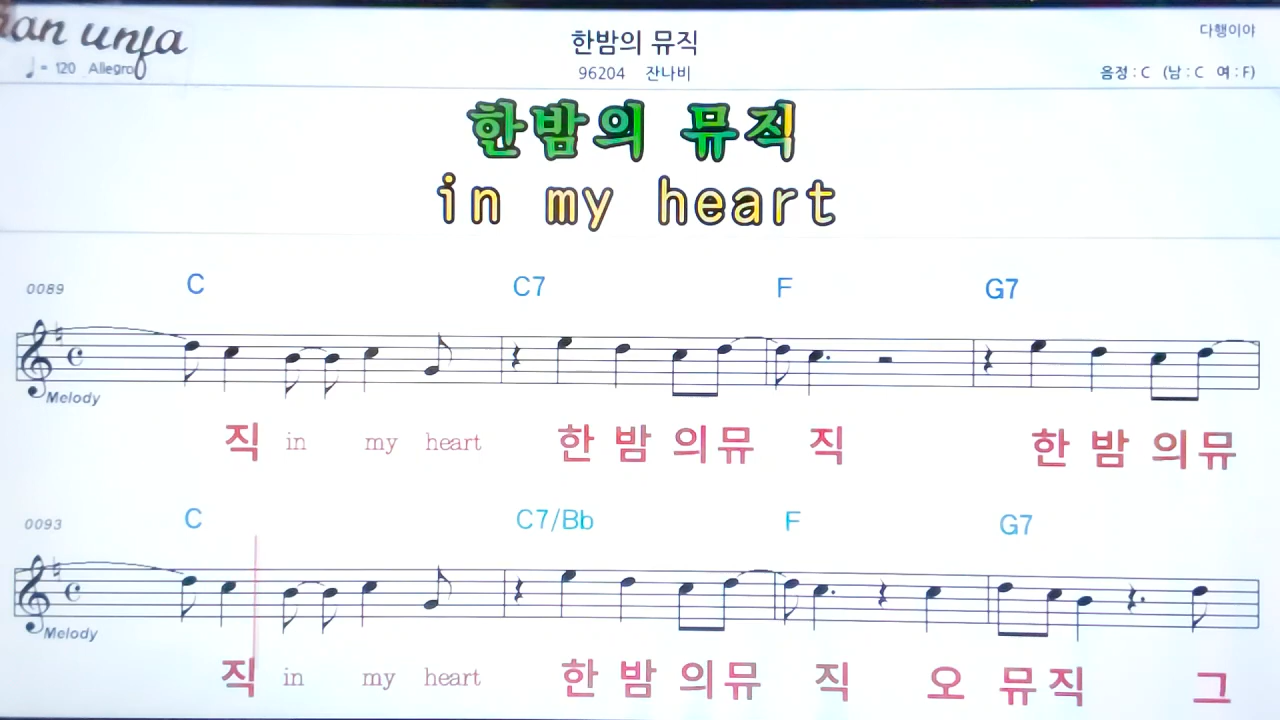 한밤의 뮤직
다행이야
♩= 120 Allegro
96204 잔나비
음정 : C (남 : C 여 : F)
한밤의 뮤직
in my heart
0089 C C7 F G7
Melody
직 in my heart 한 밤 의뮤 직 한 밤 의뮤
0093 C C7/Bb F G7
Melody
직 in my heart 한 밤 의뮤 직 오 뮤직 그